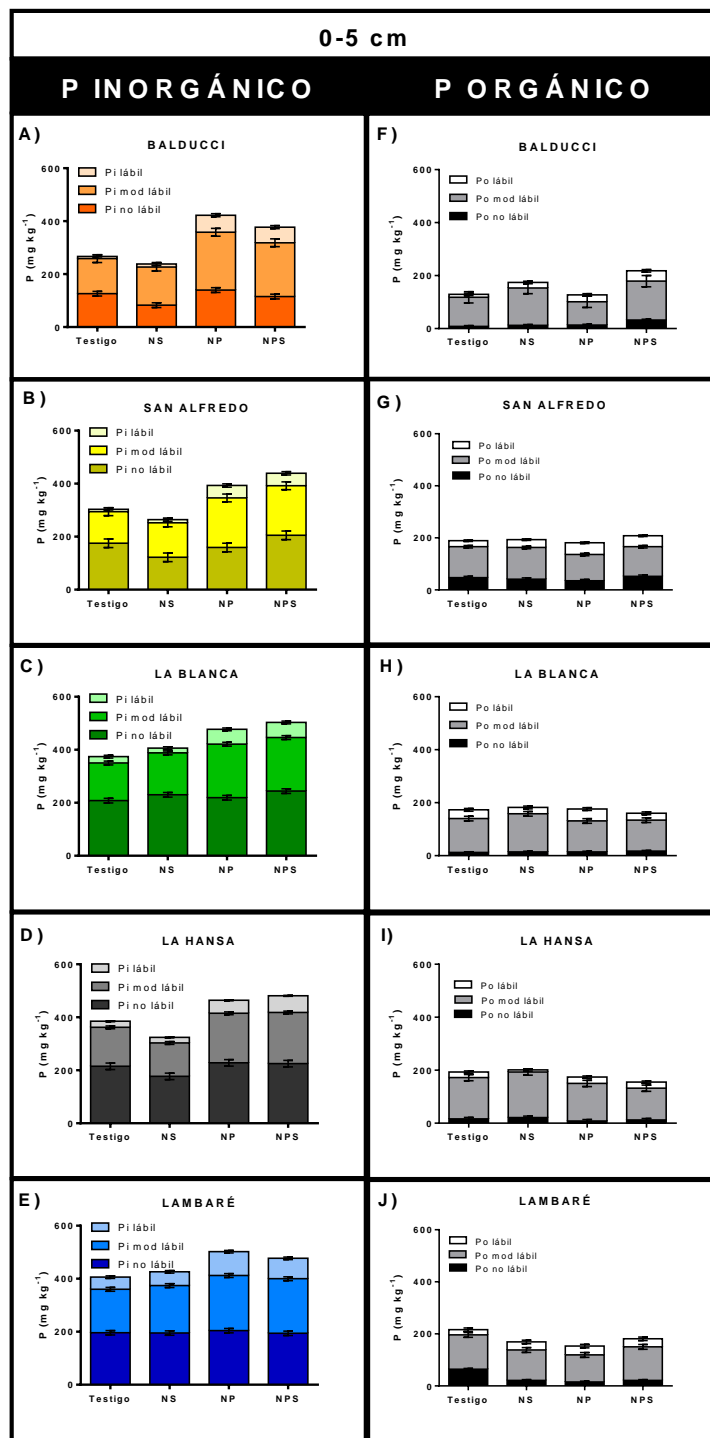 0-5 cm
P INORGÁNICO
P ORGÁNICO
A)
BALDUCCI
600
400
200
0
P (mg kg-1)
Pi lábil
Pi mod lábil
Pi no lábil
Testigo NS NP NPS
F)
BALDUCCI
600
400
200
0
P (mg kg-1)
Po lábil
Po mod lábil
Po no lábil
Testigo NS NP NPS
B)
SAN ALFREDO
600
400
200
0
P (mg kg-1)
Pi lábil
Pi mod lábil
Pi no lábil
Testigo NS NP NPS
G)
SAN ALFREDO
600
400
200
0
P (mg kg-1)
Po lábil
Po mod lábil
Po no lábil
Testigo NS NP NPS
C)
LA BLANCA
600
400
200
0
P (mg kg-1)
Pi lábil
Pi mod lábil
Pi no lábil
Testigo NS NP NPS
H)
LA BLANCA
600
400
200
0
P (mg kg-1)
Po lábil
Po mod lábil
Po no lábil
Testigo NS NP NPS
D)
LA HANSA
600
400
200
0
P (mg kg-1)
Pi lábil
Pi mod lábil
Pi no lábil
Testigo NS NP NPS
I)
LA HANSA
600
400
200
0
P (mg kg-1)
Po lábil
Po mod lábil
Po no lábil
Testigo NS NP NPS
E)
LAMBARÉ
600
400
200
0
P (mg kg-1)
Pi lábil
Pi mod lábil
Pi no lábil
Testigo NS NP NPS
J)
LAMBARÉ
600
400
200
0
P (mg kg-1)
Po lábil
Po mod lábil
Po no lábil
Testigo NS NP NPS